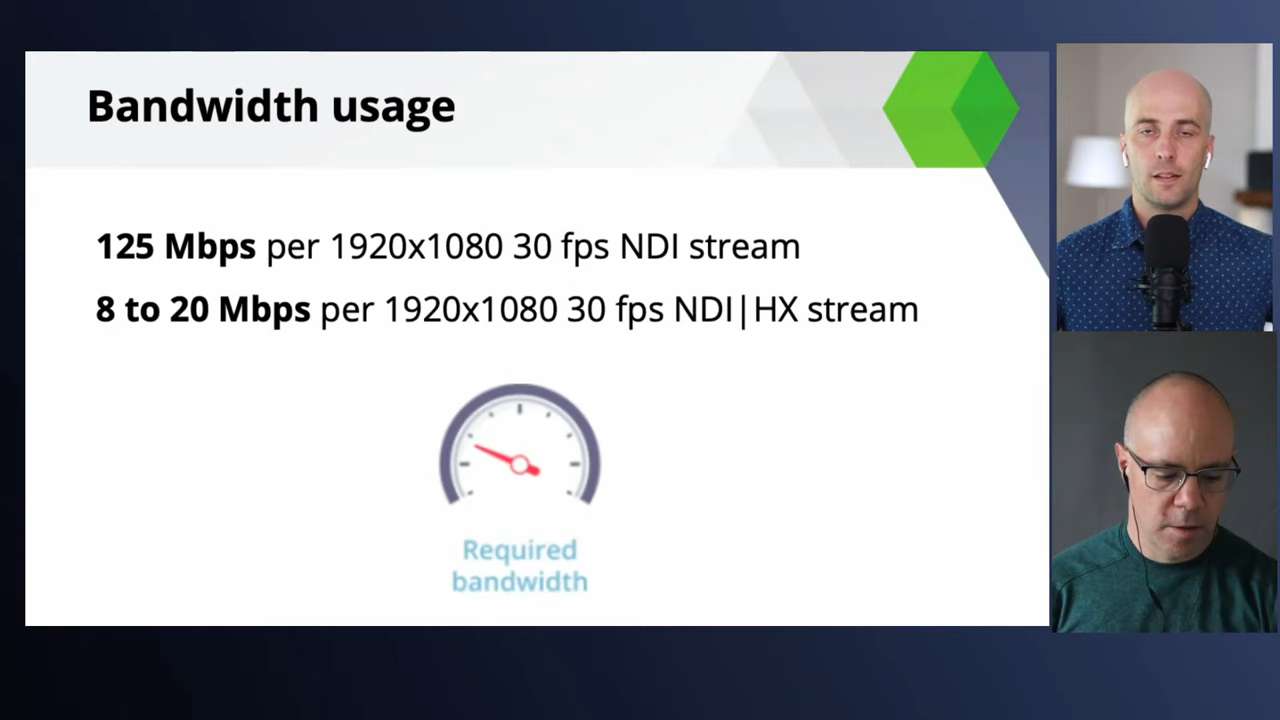 Bandwidth usage
125 Mbps per 1920x1080 30 fps NDI stream
8 to 20 Mbps per 1920x1080 30 fps NDI|HX stream
Required
bandwidth